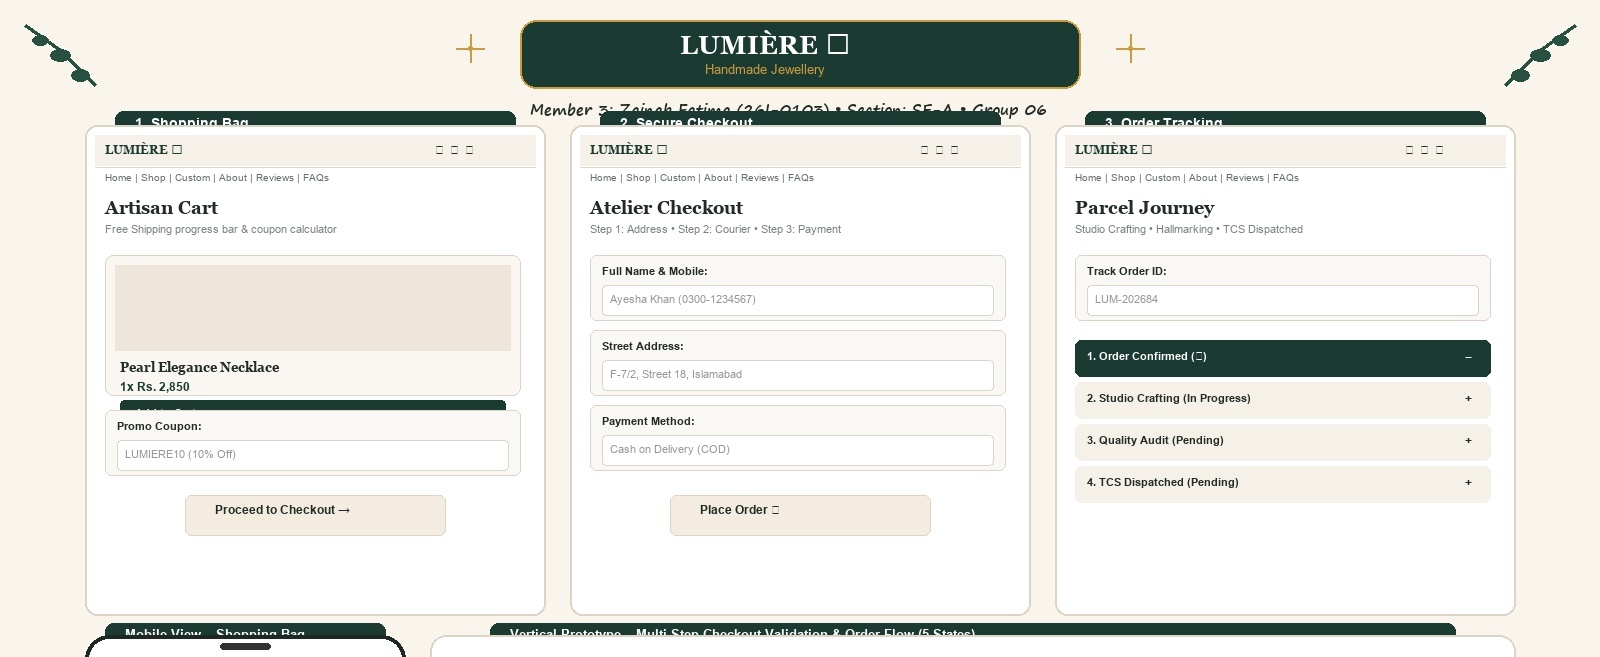 LUMIÈRE □
Handmade Jewellery
Member 3: Zainab Fatima (26L-0103) • Section: SE-A • Group 06
1. Shopping Bag
LUMIÈRE □ □ □ □
Home | Shop | Custom | About | Reviews | FAQs
Artisan Cart
Free Shipping progress bar & coupon calculator
Pearl Elegance Necklace
1x Rs. 2,850
Promo Coupon:
LUMIERE10 (10% Off)
Proceed to Checkout →
2. Secure Checkout
LUMIÈRE □ □ □ □
Home | Shop | Custom | About | Reviews | FAQs
Atelier Checkout
Step 1: Address • Step 2: Courier • Step 3: Payment
Full Name & Mobile:
Ayesha Khan (0300-1234567)
Street Address:
F-7/2, Street 18, Islamabad
Payment Method:
Cash on Delivery (COD)
Place Order □
3. Order Tracking
LUMIÈRE □ □ □ □
Home | Shop | Custom | About | Reviews | FAQs
Parcel Journey
Studio Crafting • Hallmarking • TCS Dispatched
Track Order ID:
LUM-202684
1. Order Confirmed (□) –
2. Studio Crafting (In Progress) +
3. Quality Audit (Pending) +
4. TCS Dispatched (Pending) +
Mobile View – Shopping Bag
Vertical Prototype – Multi-Step Checkout Validation & Order Flow (5 States)